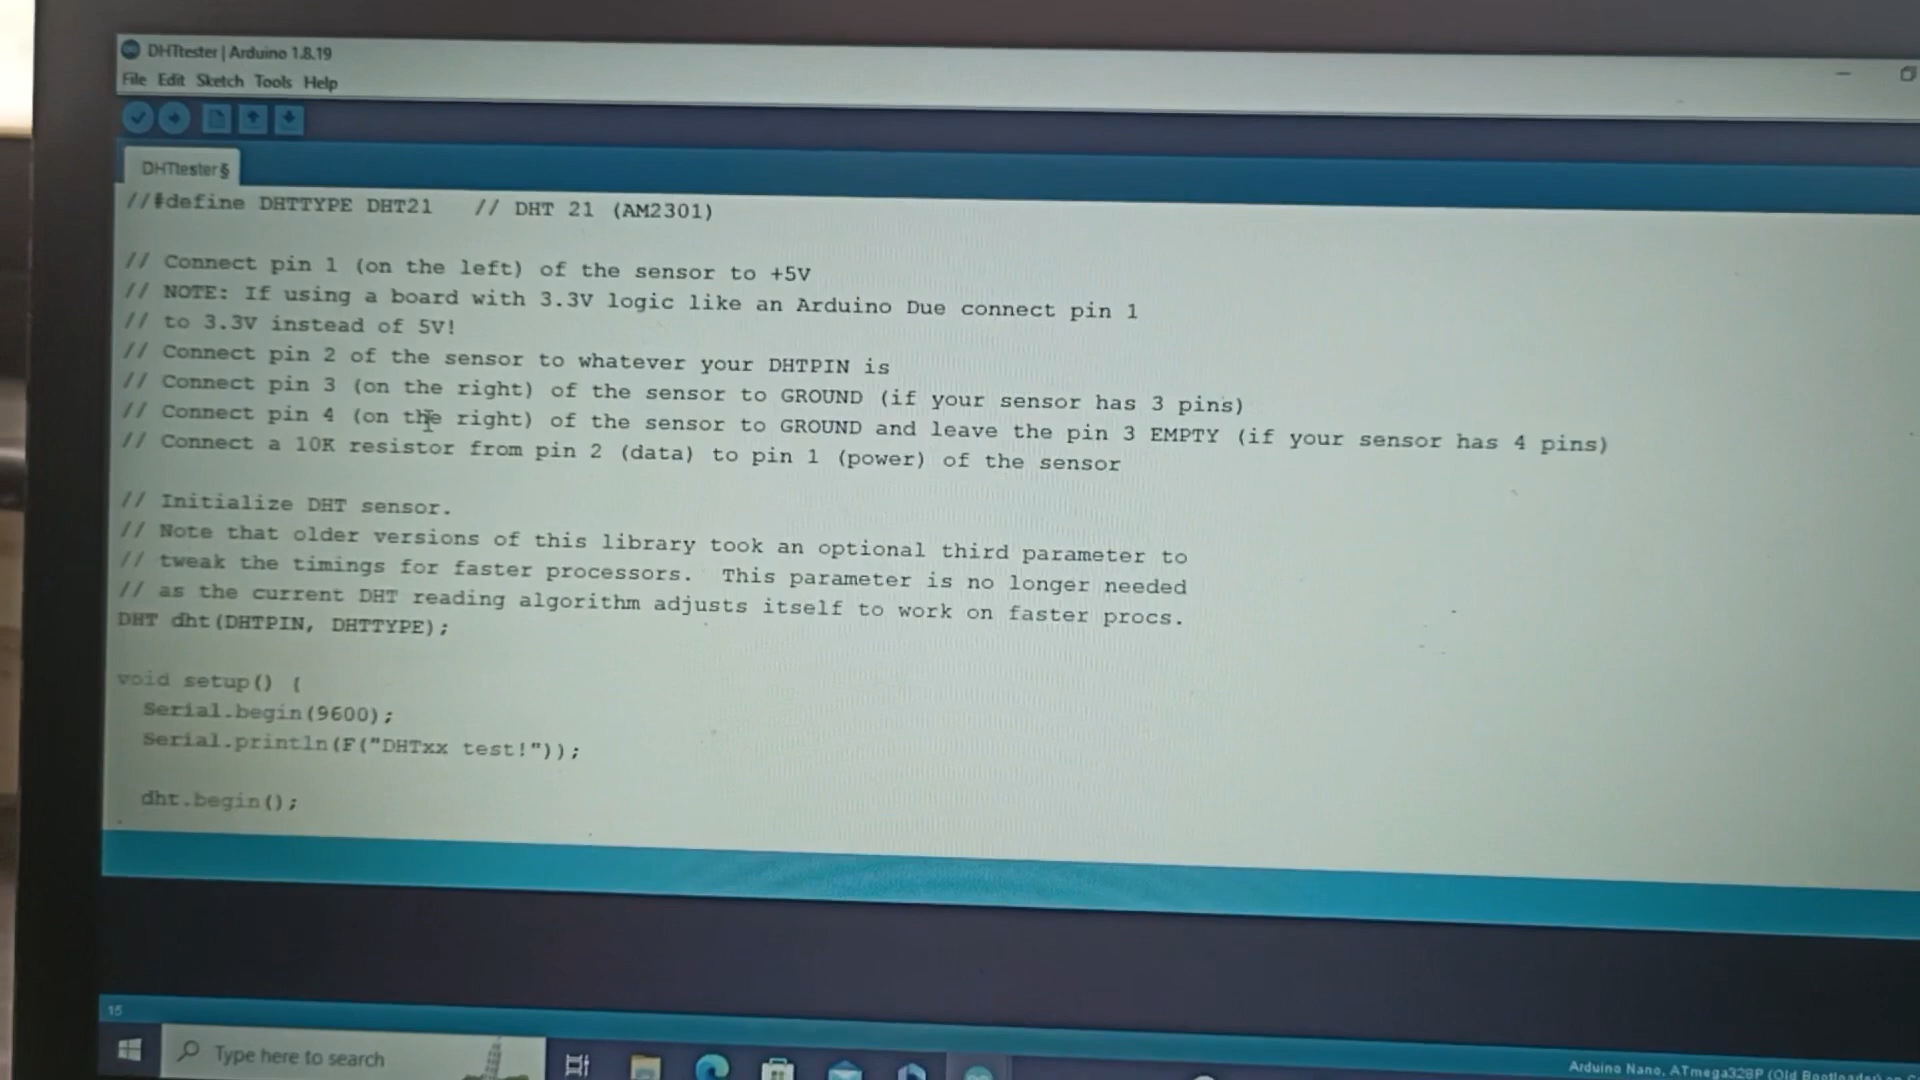 DHTtester | Arduino 1.8.19
File Edit Sketch Tools Help
DHTtester§
//#define DHTTYPE DHT21   // DHT 21 (AM2301)
// Connect pin 1 (on the left) of the sensor to +5V
// NOTE: If using a board with 3.3V logic like an Arduino Due connect pin 1
// to 3.3V instead of 5V!
// Connect pin 2 of the sensor to whatever your DHTPIN is
// Connect pin 3 (on the right) of the sensor to GROUND (if your sensor has 3 pins)
// Connect pin 4 (on the right) of the sensor to GROUND and leave the pin 3 EMPTY (if your sensor has 4 pins)
// Connect a 10K resistor from pin 2 (data) to pin 1 (power) of the sensor
// Initialize DHT sensor.
// Note that older versions of this library took an optional third parameter to
// tweak the timings for faster processors.  This parameter is no longer needed
// as the current DHT reading algorithm adjusts itself to work on faster procs.
DHT dht(DHTPIN, DHTTYPE);
void setup() {
  Serial.begin(9600);
  Serial.println(F("DHTxx test!"));
  dht.begin();
15
Type here to search
Arduino Nano, ATmega328P (Old Bootloader) on